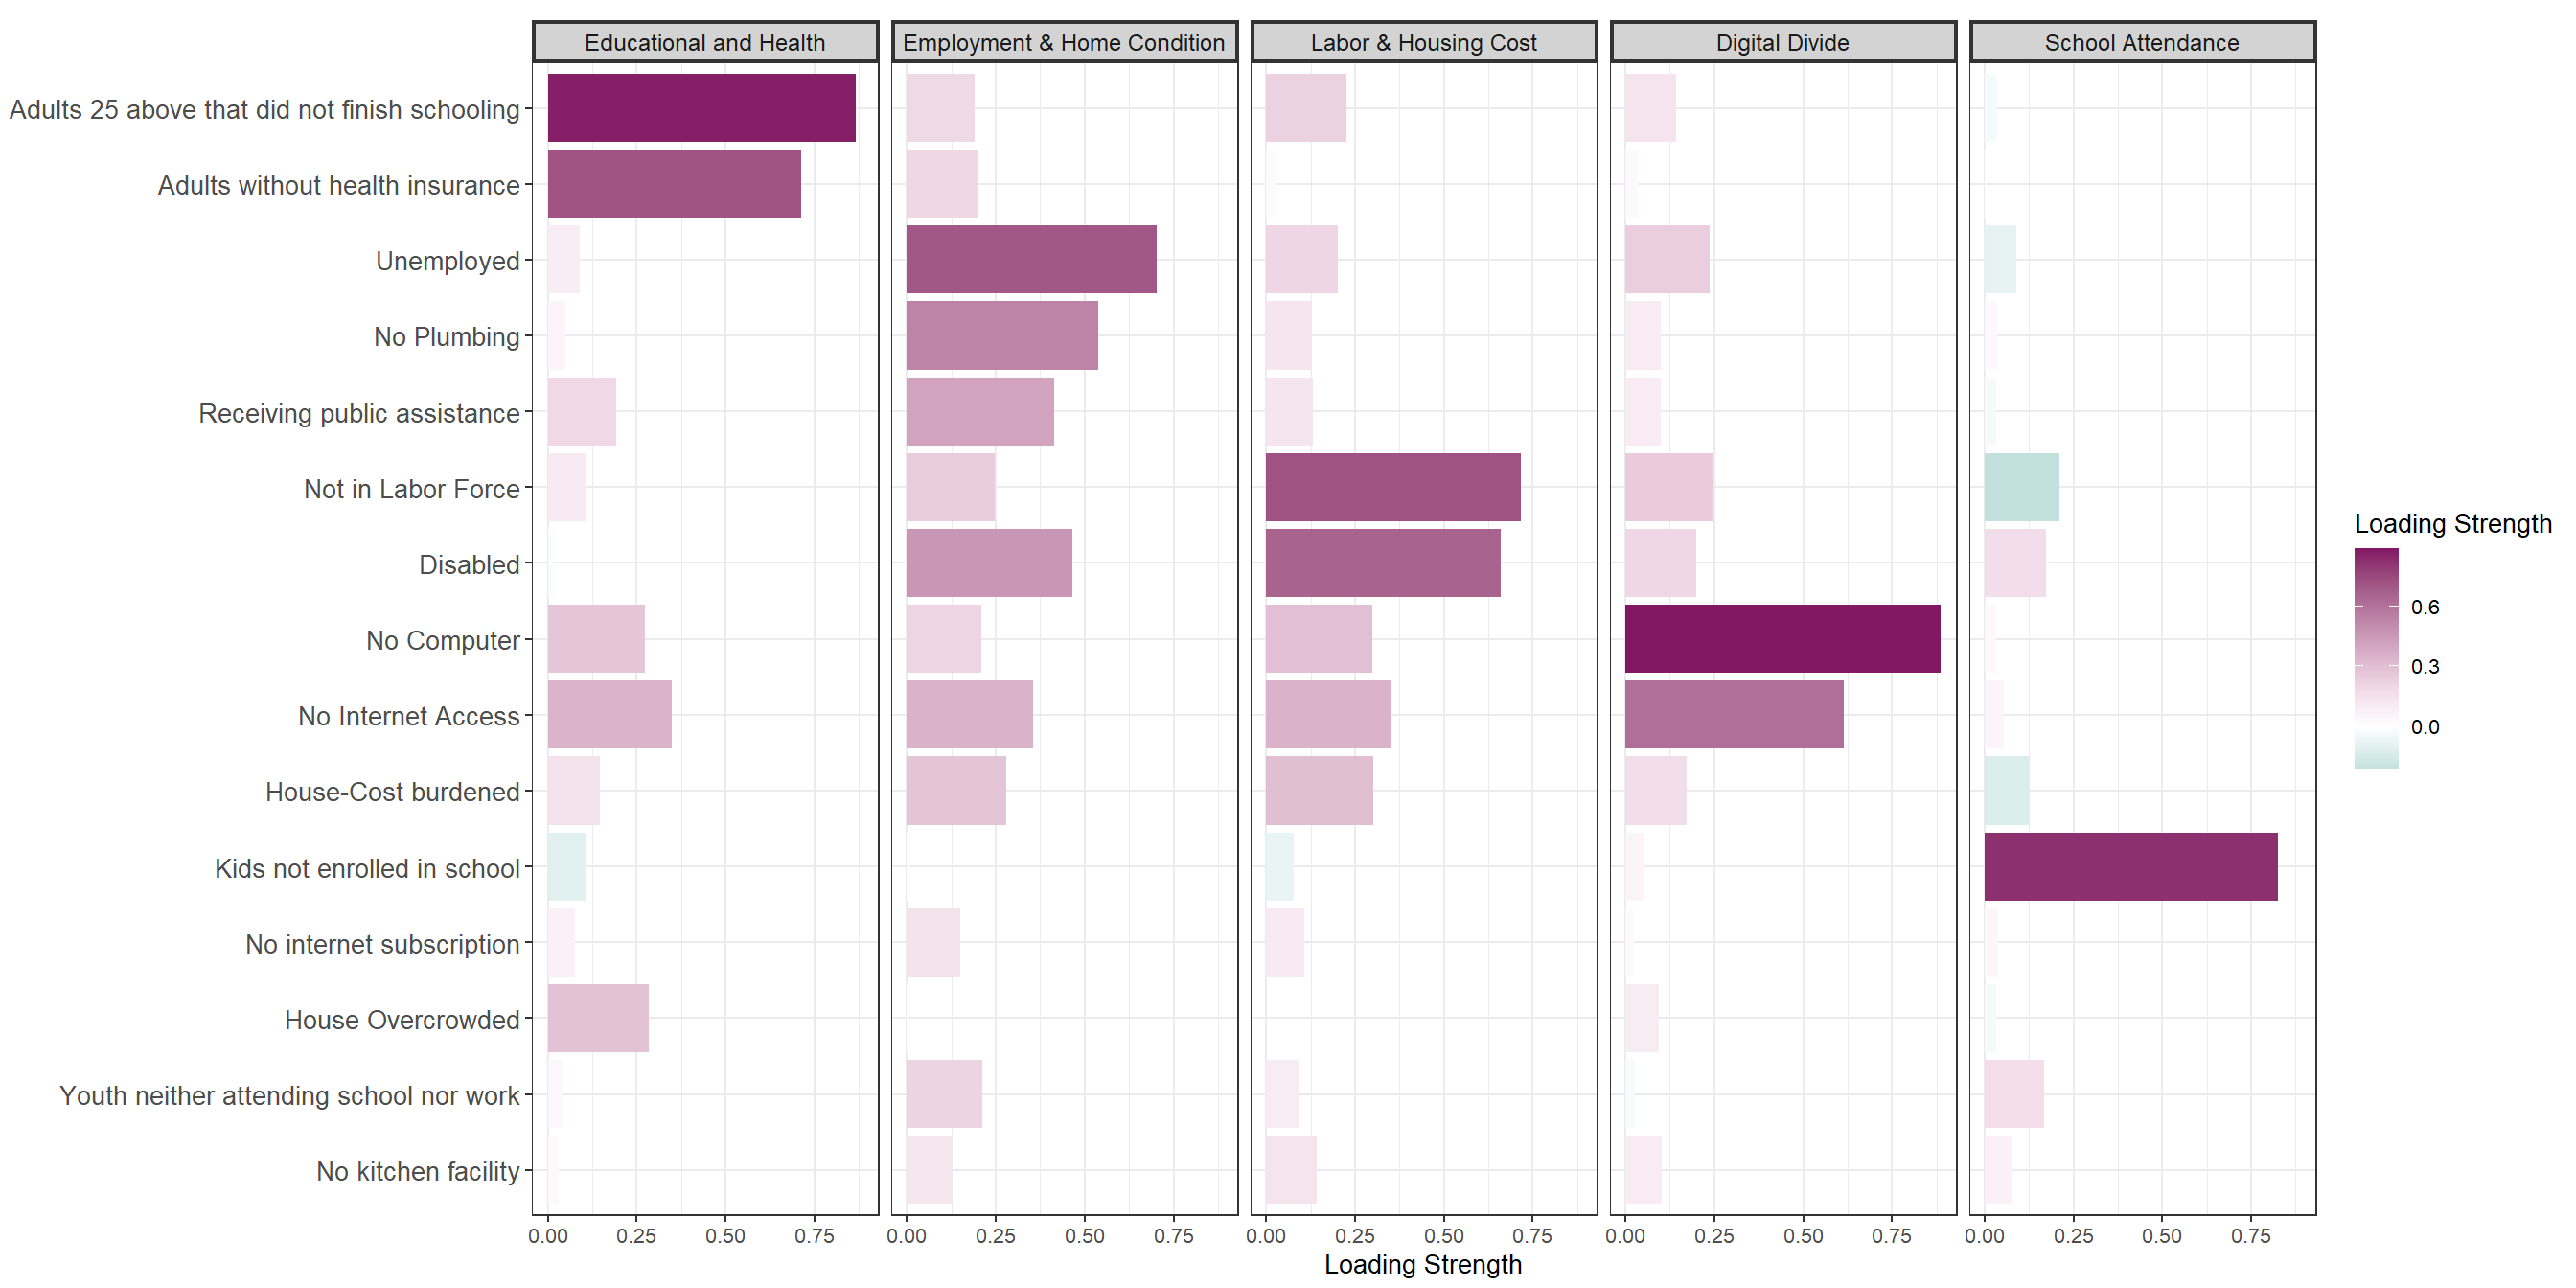 Educational and Health
Employment & Home Condition
Labor & Housing Cost
Digital Divide
School Attendance
Adults 25 above that did not finish schooling
Adults without health insurance
Unemployed
No Plumbing
Receiving public assistance
Not in Labor Force
Disabled
No Computer
No Internet Access
House-Cost burdened
Kids not enrolled in school
No internet subscription
House Overcrowded
Youth neither attending school nor work
No kitchen facility
0.00 0.25 0.50 0.75
0.00 0.25 0.50 0.75
0.00 0.25 0.50 0.75
0.00 0.25 0.50 0.75
0.00 0.25 0.50 0.75
Loading Strength
Loading Strength
0.6
0.3
0.0